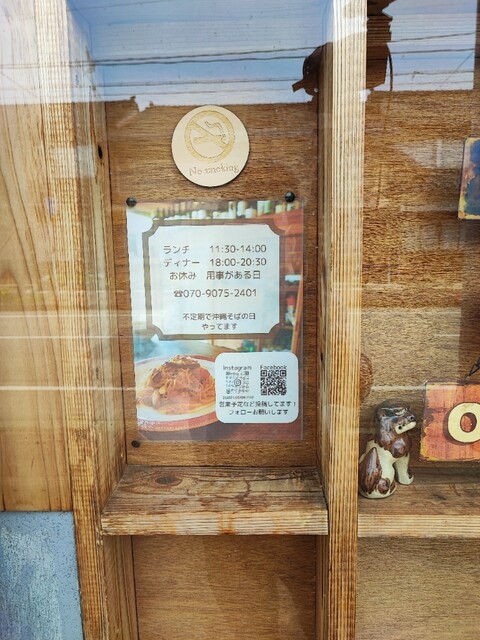 No smoking
ランチ 11:30-14:00
ディナー 18:00-20:30
お休み 用事がある日
☎070-9075-2401
不定期で沖縄そばの日
やってます
Instagram Facebook
営業予定など投稿してます!
フォローお願いします
O